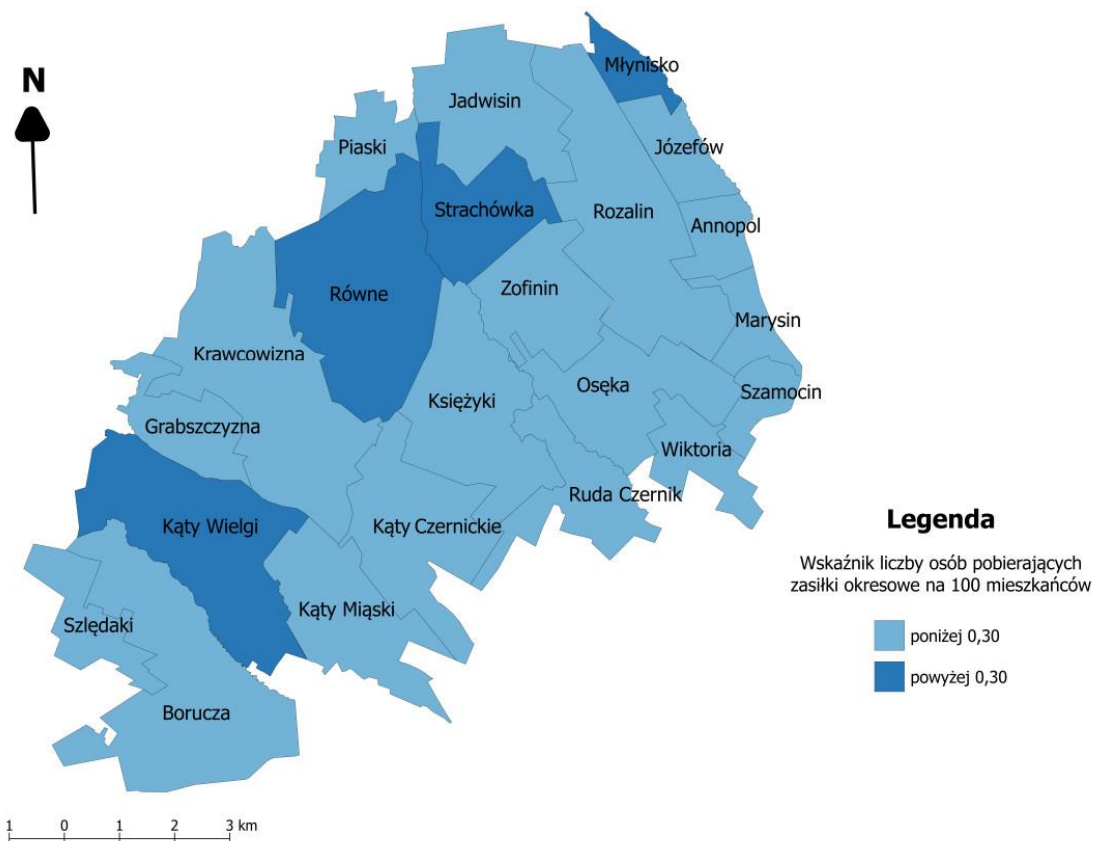 N
Młynisko
Jadwisin
Piaski
Józefów
Strachówka
Rozalin
Annopol
Równe
Zofinin
Marysin
Krawcowizna
Osęka
Szamocin
Księżyki
Grabszczyzna
Wiktoria
Ruda Czernik
Kąty Wielgi
Kąty Czernickie
Kąty Miąski
Szlędaki
Borucza
Legenda
Wskaźnik liczby osób pobierających
zasiłki okresowe na 100 mieszkańców
poniżej 0,30
powyżej 0,30
1 0 1 2 3 km